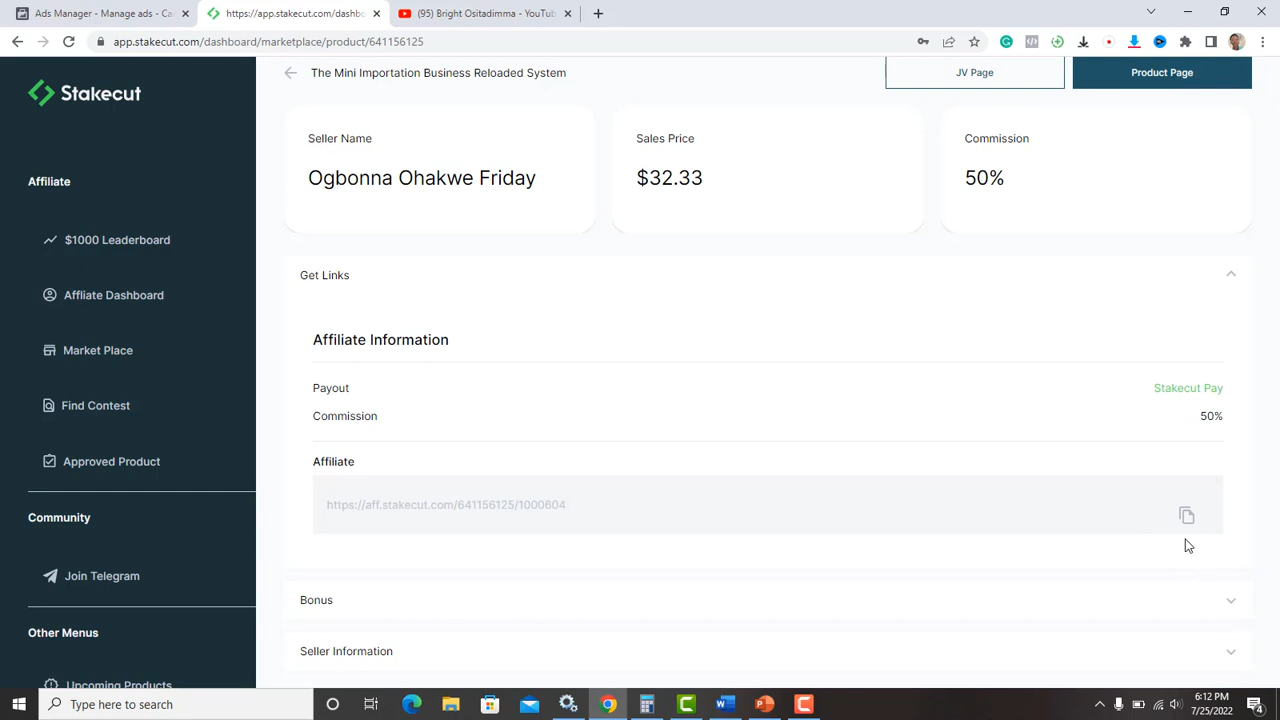 Ads Manager - Manage ads - Ca
https://app.stakecut.com/dashbo
(95) Bright Ositadimma - YouTub
app.stakecut.com/dashboard/marketplace/product/641156125
Stakecut
The Mini Importation Business Reloaded System
JV Page
Product Page
Seller Name
Sales Price
Commission
Ogbonna Ohakwe Friday
$32.33
50%
Affiliate
$1000 Leaderboard
Affliate Dashboard
Market Place
Find Contest
Approved Product
Community
Join Telegram
Other Menus
Upcoming Products
Get Links
Affiliate Information
Payout
Stakecut Pay
Commission
50%
Affiliate
https://aff.stakecut.com/641156125/1000604
Bonus
Seller Information
Type here to search
6:12 PM
7/25/2022
4